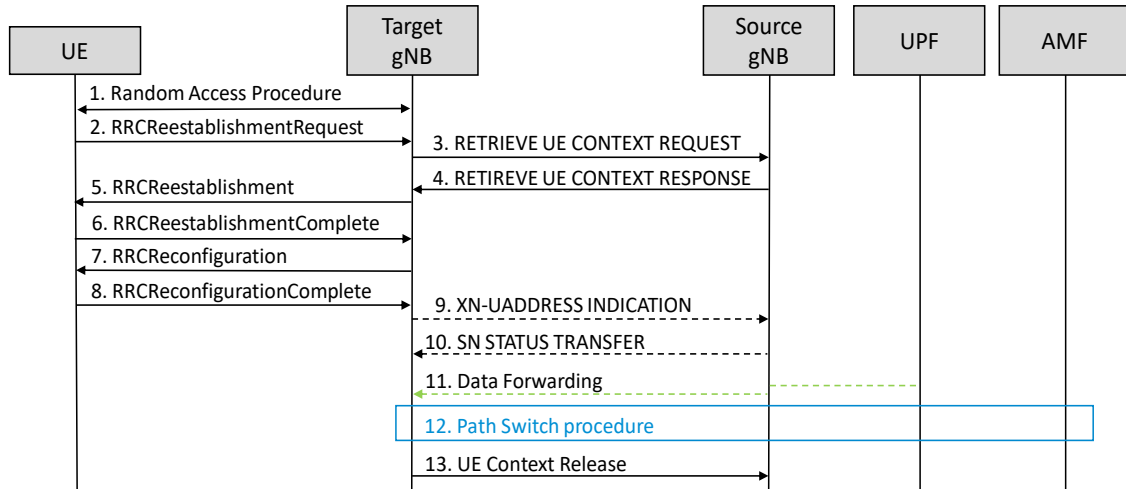 UE
Target
gNB
Source
gNB
UPF
AMF
1. Random Access Procedure
2. RRCReestablishmentRequest
3. RETRIEVE UE CONTEXT REQUEST
4. RETIREVE UE CONTEXT RESPONSE
5. RRCReestablishment
6. RRCReestablishmentComplete
7. RRCReconfiguration
8. RRCReconfigurationComplete
9. XN-UADDRESS INDICATION
10. SN STATUS TRANSFER
11. Data Forwarding
12. Path Switch procedure
13. UE Context Release